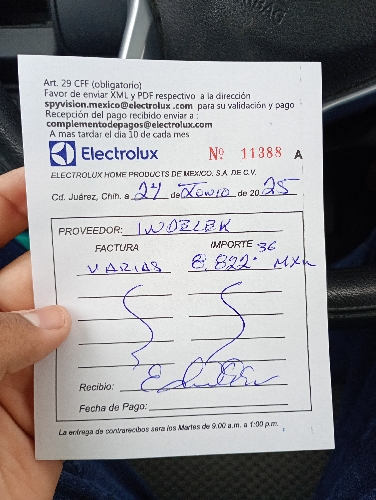 Art. 29 CFF (obligatorio)
Favor de enviar XML y PDF respectivo a la dirección
spyvision.mexico@electrolux .com para su validación y pago
Recepción del pago recibido enviar a :
complementodepagos@electrolux.com
A mas tardar el dia 10 de cada mes
Electrolux Nº 11388 A
ELECTROLUX HOME PRODUCTS DE MEXICO, S.A. DE C.V.
Cd. Juárez, Chih. a 24 de Junio de 20 25
PROVEEDOR: INDELEK
FACTURA IMPORTE
VARIAS 8,822.36 MXN
Recibio:
Fecha de Pago:
La entrega de contrarecibos sera los Martes de 9:00 a.m. a 1:00 p.m.